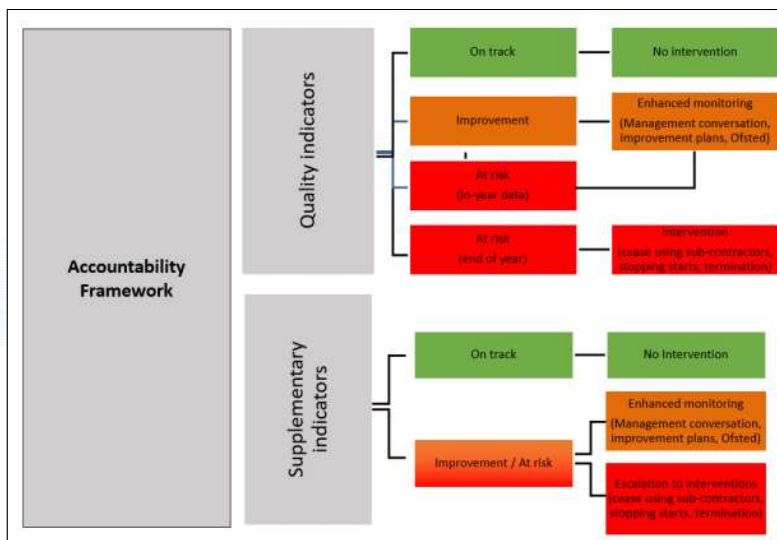 Accountability
Framework
Quality indicators
On track
No intervention
Improvement
Enhanced monitoring
(Management conversation,
improvement plans, Ofsted)
At risk
(in-year data)
At risk
(end of year)
Intervention
(cease using sub-contractors,
stopping starts, termination)
Supplementary
indicators
On track
No Intervention
Improvement / At risk
Enhanced monitoring
(Management conversation,
improvement plans, Ofsted)
Escalation to interventions
(cease using sub-contractors,
stopping starts, termination)